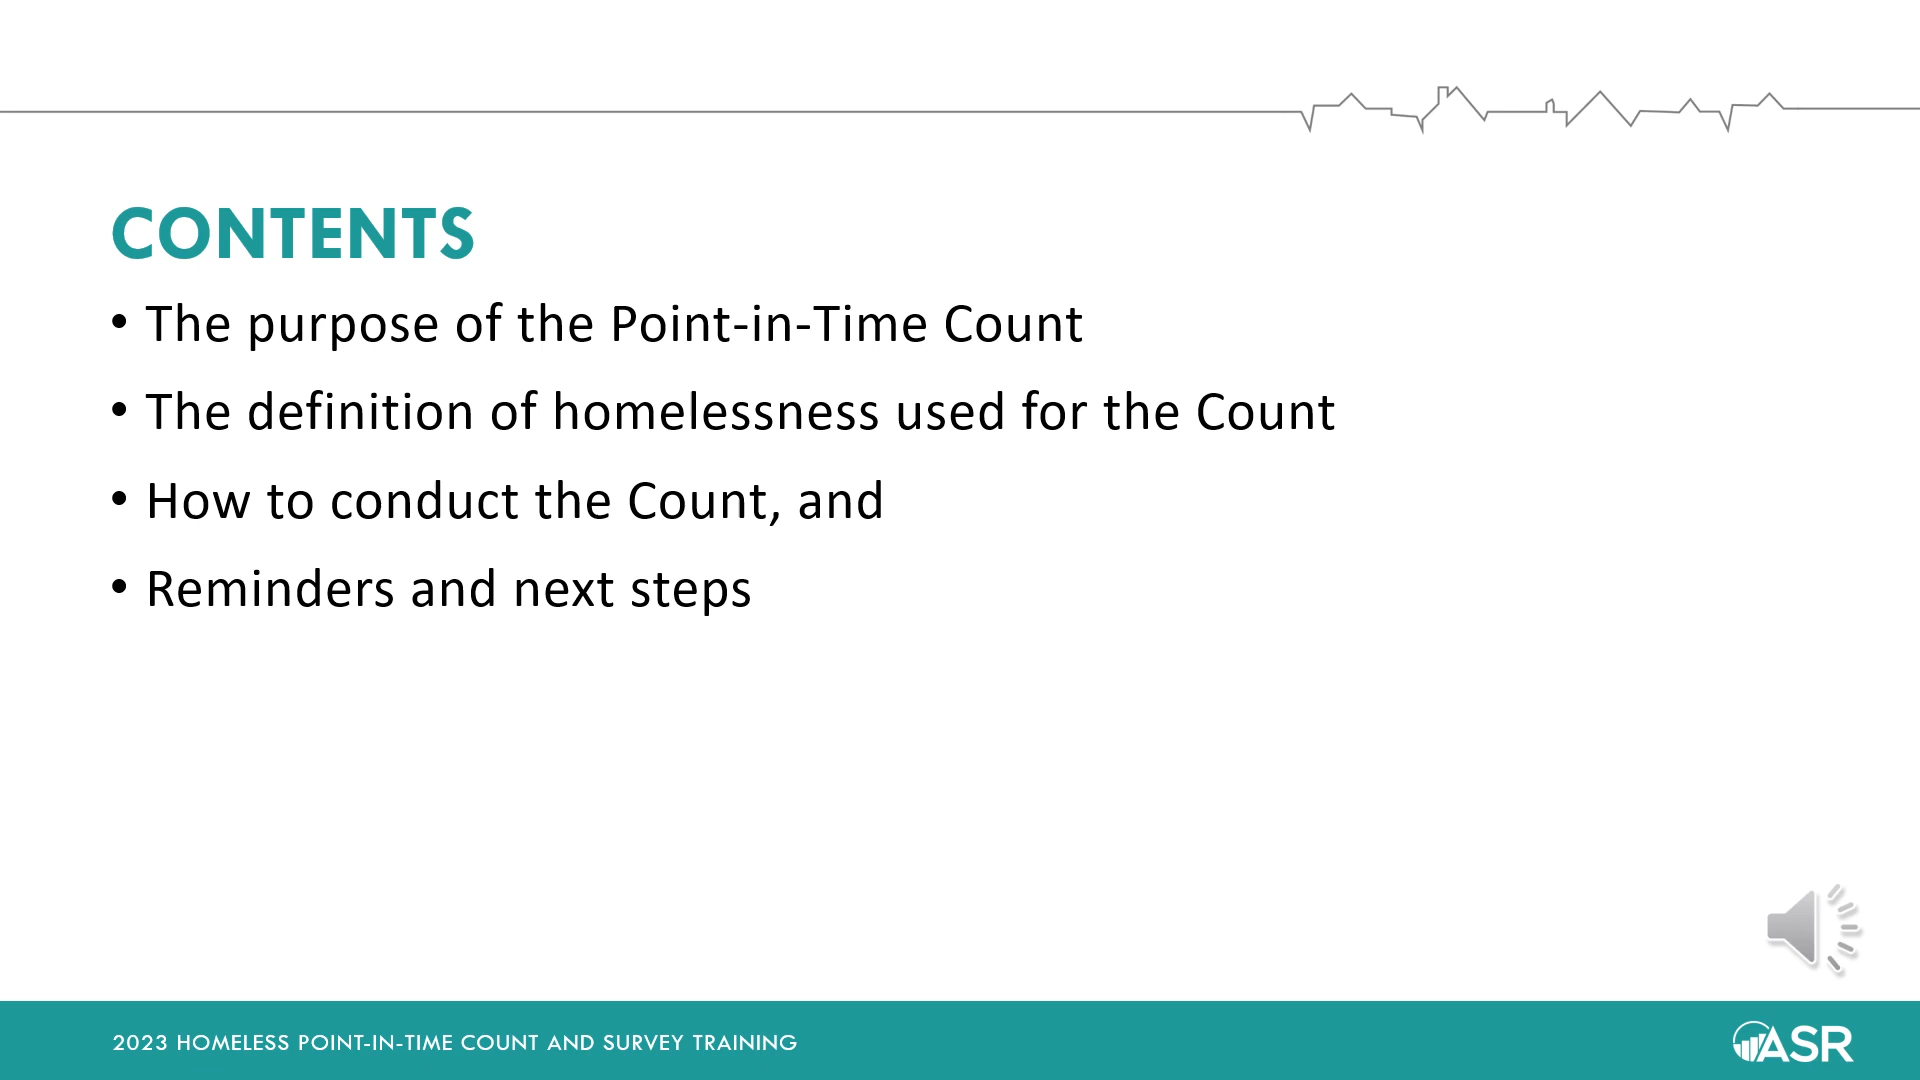 CONTENTS
• The purpose of the Point-in-Time Count
• The definition of homelessness used for the Count
• How to conduct the Count, and
• Reminders and next steps
2023 HOMELESS POINT-IN-TIME COUNT AND SURVEY TRAINING
ASR